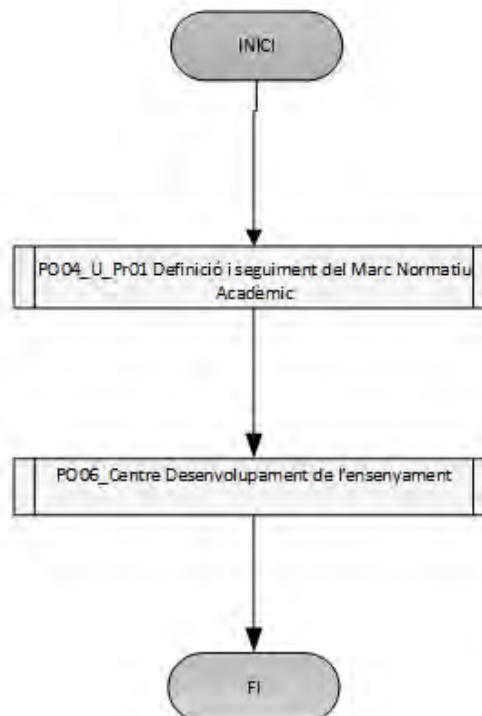 INICI
PO04_U_Pr01 Definició i seguiment del Marc Normatiu
Acadèmic
PO06_Centre Desenvolupament de l'ensenyament
FI